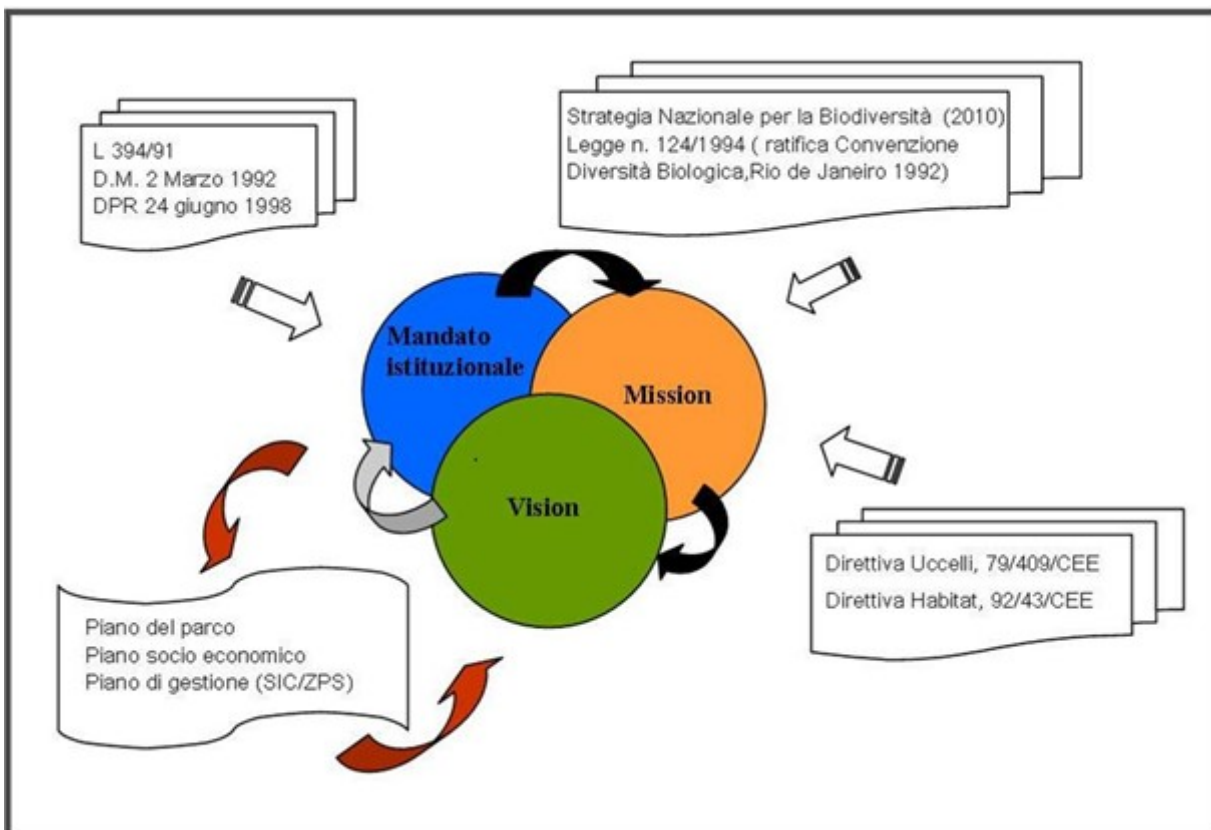 L 394/91
D.M. 2 Marzo 1992
DPR 24 giugno 1998
Strategia Nazionale per la Biodiversità (2010)
Legge n. 124/1994 ( ratifica Convenzione
Diversità Biologica,Rio de Janeiro 1992)
Mandato
istituzionale
Mission
Vision
Direttiva Uccelli, 79/409/CEE
Direttiva Habitat, 92/43/CEE
Piano del parco
Piano socio economico
Piano di gestione (SIC/ZPS)